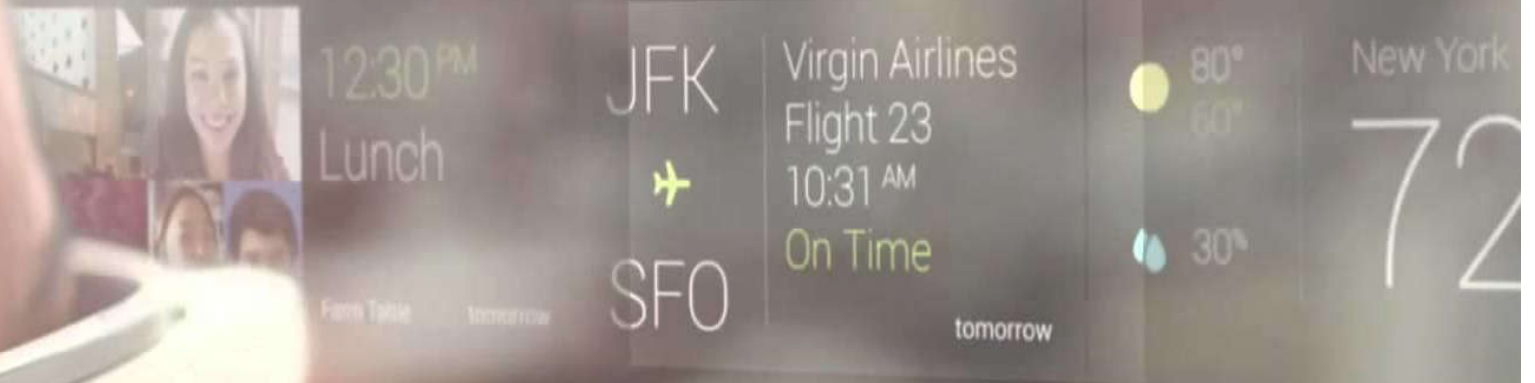 12:30 PM
Lunch
Farm Table tomorrow
JFK
SFO
Virgin Airlines
Flight 23
10:31 AM
On Time
tomorrow
80°
60°
30%
New York
72